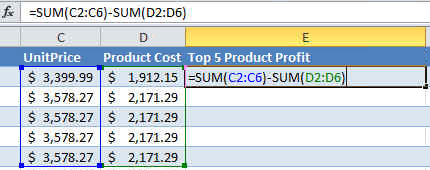 fx =SUM(C2:C6)-SUM(D2:D6)
C D E
UnitPrice Product Cost Top 5 Product Profit
$ 3,399.99 $ 1,912.15 =SUM(C2:C6)-SUM(D2:D6)
$ 3,578.27 $ 2,171.29
$ 3,578.27 $ 2,171.29
$ 3,578.27 $ 2,171.29
$ 3,578.27 $ 2,171.29